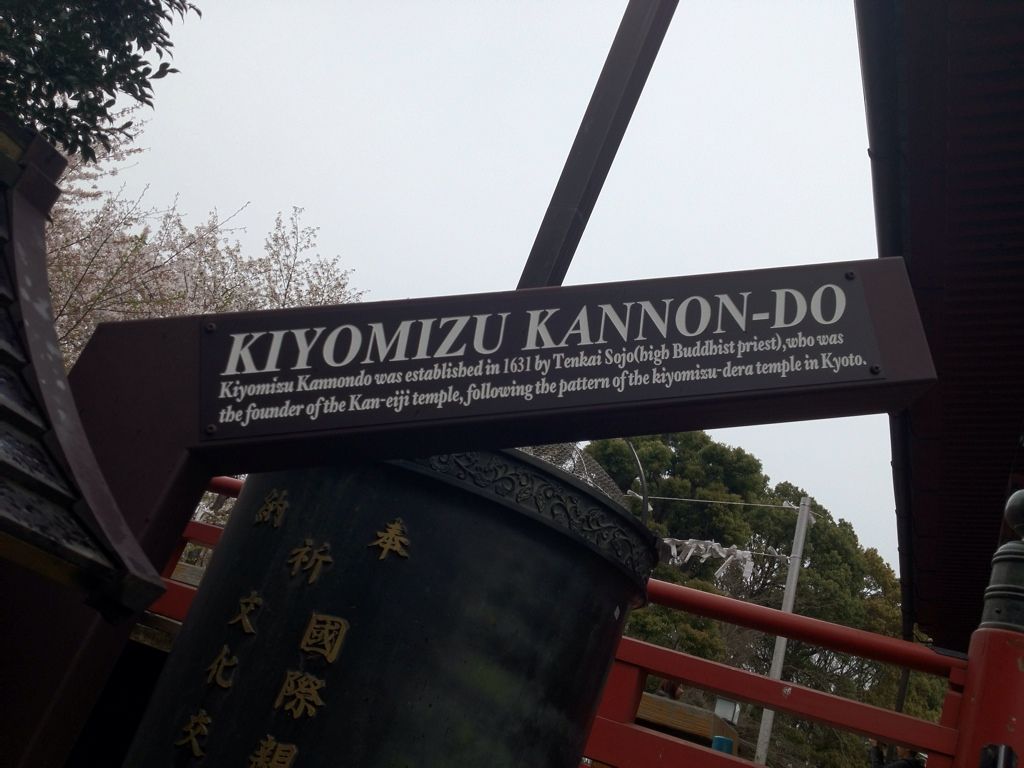 KIYOMIZU KANNON-DO
Kiyomizu Kannondo was established in 1631 by Tenkai Sojo(high Buddhist priest),who was
the founder of the Kan-eiji temple, following the pattern of the kiyomizu-dera temple in Kyoto.
奉
祈 國際親
納 文化交